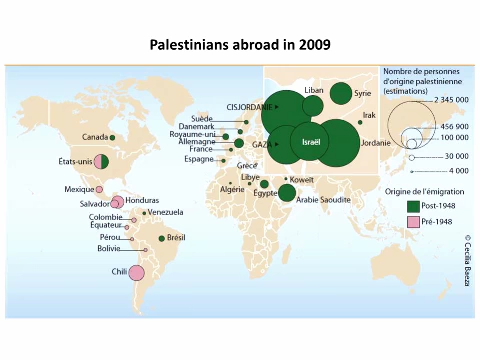 Palestinians abroad in 2009
Nombre de personnes
d'origine palestinienne
(estimations)
2 345 000
456 900
100 000
30 000
4 000
Origine de l'émigration
Post-1948
Pré-1948
Liban
Syrie
CISJORDANIE
Irak
GAZA
Israël
Jordanie
Suède
Danemark
Royaume-uni
Allemagne
France
Espagne
Grèce
Canada
États-unis
Mexique
Honduras
Salvador
Colombie
Venezuela
Équateur
Pérou
Brésil
Bolivie
Chili
Algérie
Libye
Égypte
Koweït
Arabie Saoudite
© Cecilia Baeza